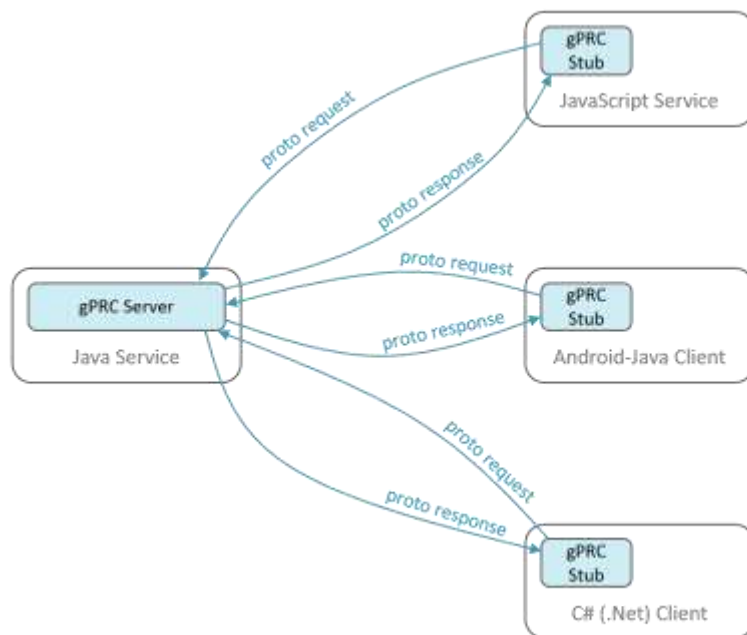 gPRC
Stub
JavaScript Service
proto request
proto response
proto request
gPRC Server
gPRC
Stub
proto response
Java Service
Android-Java Client
proto request
proto response
gPRC
Stub
C# (.Net) Client